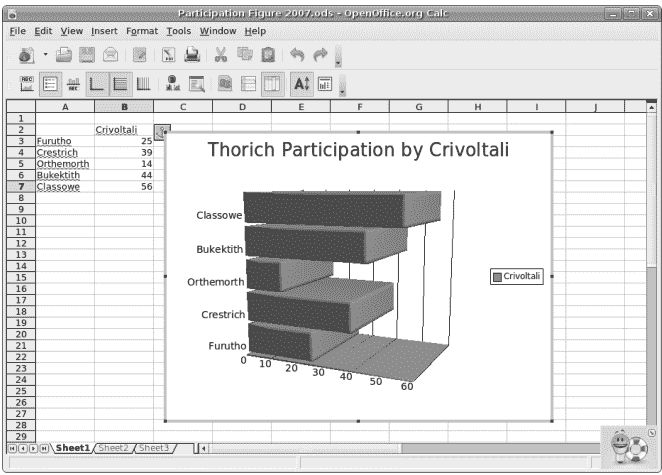 Participation Figure 2007.ods - OpenOffice.org Calc
File Edit View Insert Format Tools Window Help
ABC
ABC
A
A B C D E F G H I J
1
2 Crivoltali
3 Furutho 25
4 Crestrich 39
5 Orthemorth 14
6 Bukektith 44
7 Classowe 56
8
9
10
11
12
13
14
15
16
17
18
19
20
21
22
23
24
25
26
27
28
29
Thorich Participation by Crivoltali
Classowe
Bukektith
Orthemorth
Crestrich
Furutho
0 10 20 30 40 50 60
Crivoltali
Sheet1 Sheet2 Sheet3